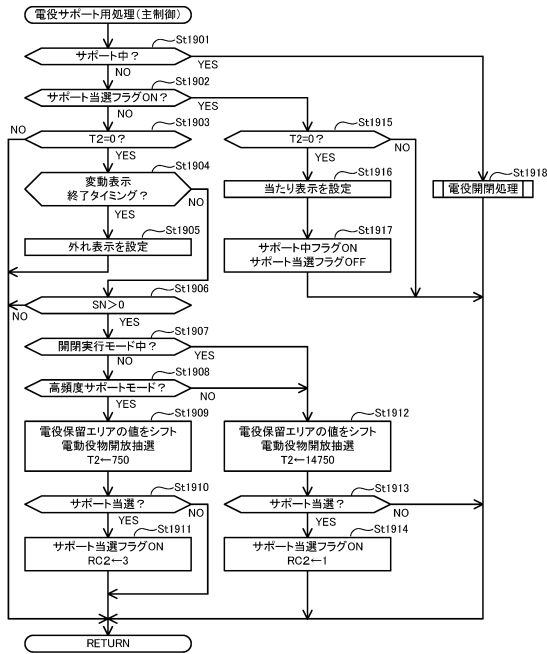 電役サポート用処理(主制御)
St1901
サポート中？
YES
NO
St1902
サポート当選フラグON？
YES
NO
St1903
NO
T2=0？
YES
St1904
変動表示
終了タイミング？
NO
YES
St1905
外れ表示を設定
St1906
SN＞0
NO
YES
St1907
開閉実行モード中？
YES
NO
St1908
高頻度サポートモード？
NO
YES
St1909
電役保留エリアの値をシフト
電動役物開放抽選
T2←750
St1910
サポート当選？
NO
YES
St1911
サポート当選フラグON
RC2←3
St1912
電役保留エリアの値をシフト
電動役物開放抽選
T2←14750
St1913
サポート当選？
NO
YES
St1914
サポート当選フラグON
RC2←1
St1915
T2=0？
NO
YES
St1916
当たり表示を設定
St1917
サポート中フラグON
サポート当選フラグOFF
St1918
電役開閉処理
RETURN